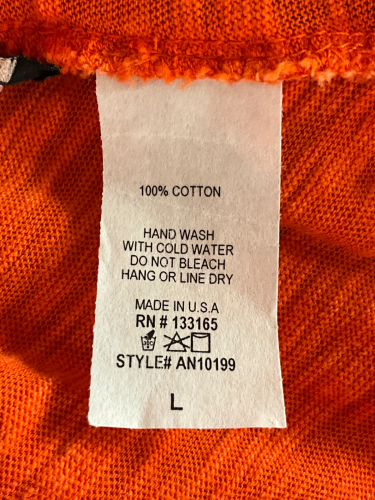 100% COTTON
HAND WASH
WITH COLD WATER
DO NOT BLEACH
HANG OR LINE DRY
MADE IN U.S.A
RN # 133165
STYLE# AN10199
L